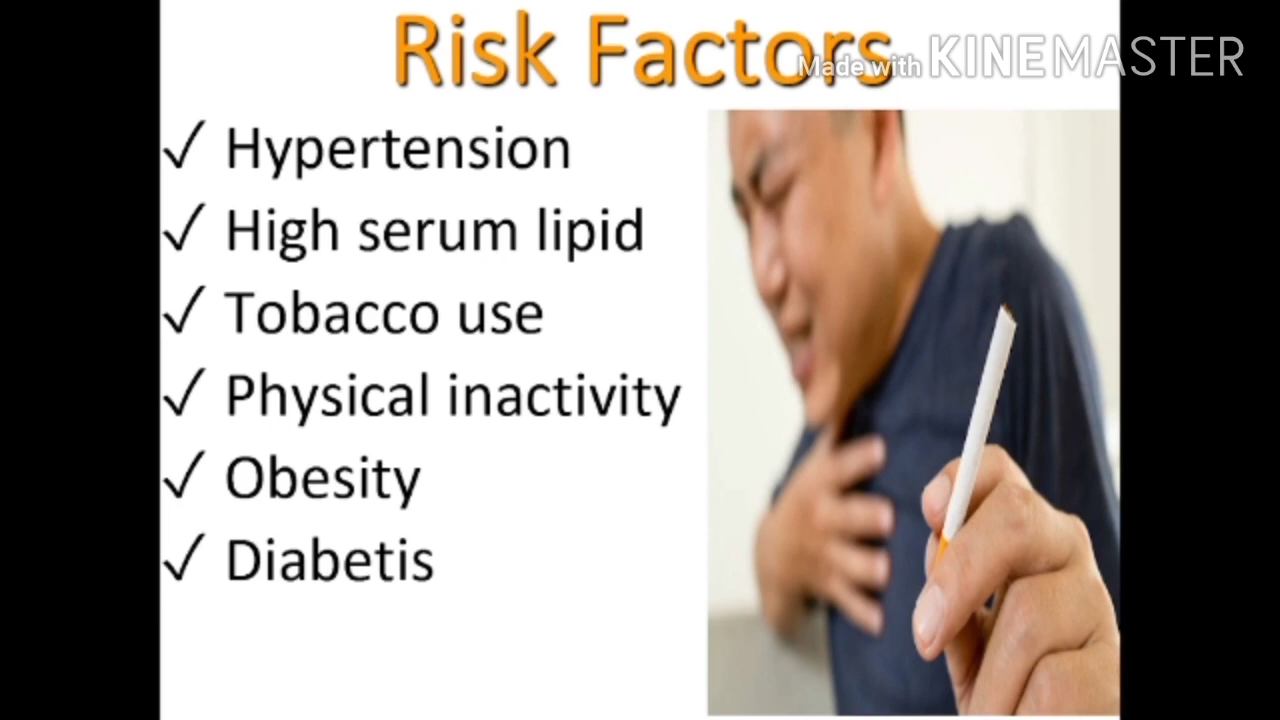 Risk Factors
Made with KINEMASTER
✓ Hypertension
✓ High serum lipid
✓ Tobacco use
✓ Physical inactivity
✓ Obesity
✓ Diabetis